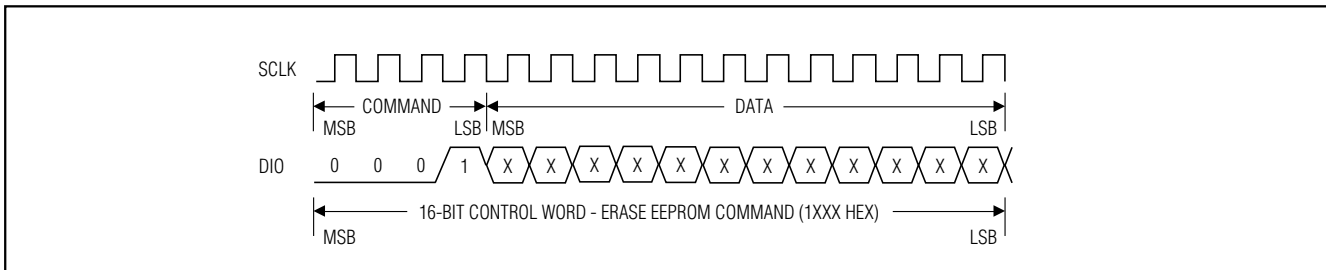 SCLK
COMMAND DATA
MSB LSB MSB LSB
DIO 0 0 0 1 X X X X X X X X X X X X
16-BIT CONTROL WORD - ERASE EEPROM COMMAND (1XXX HEX)
MSB LSB